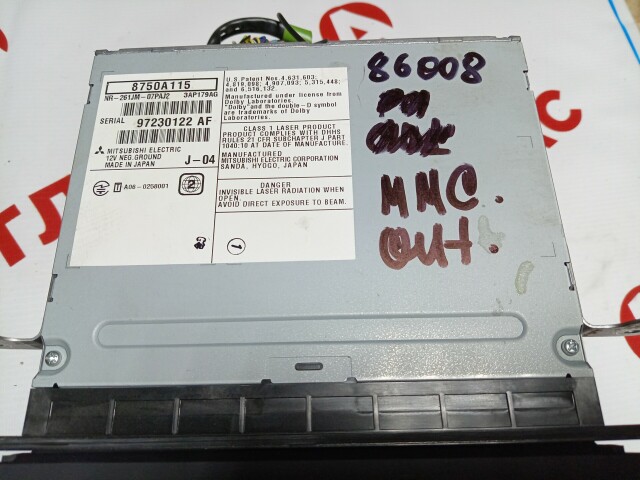 8750A115
NR-261JM-07PAJ2 3AP179AG
SERIAL 97230122 AF
MITSUBISHI ELECTRIC
12V NEG.GROUND
MADE IN JAPAN
J-04
A06-0258001
2
U.S.Patent Nos.4,631,603;
4,819,098; 4,907,093; 5,315,448;
and 6,516,132.
Manufactured under license from
Dolby Laboratories.
"Dolby" and the double-D symbol
are trademarks of Dolby
Laboratories.
CLASS 1 LASER PRODUCT
PRODUCT COMPLIES WITH DHHS
RULES 21 CFR SUBCHAPTER J PART
1040:10 AT DATE OF MANUFACTURE.
MANUFACTURED
MITSUBISHI ELECTRIC CORPORATION
SANDA, HYOGO, JAPAN
DANGER
INVISIBLE LASER RADIATION WHEN
OPEN.
AVOID DIRECT EXPOSURE TO BEAM.
1
86008
MMC.
OUT.